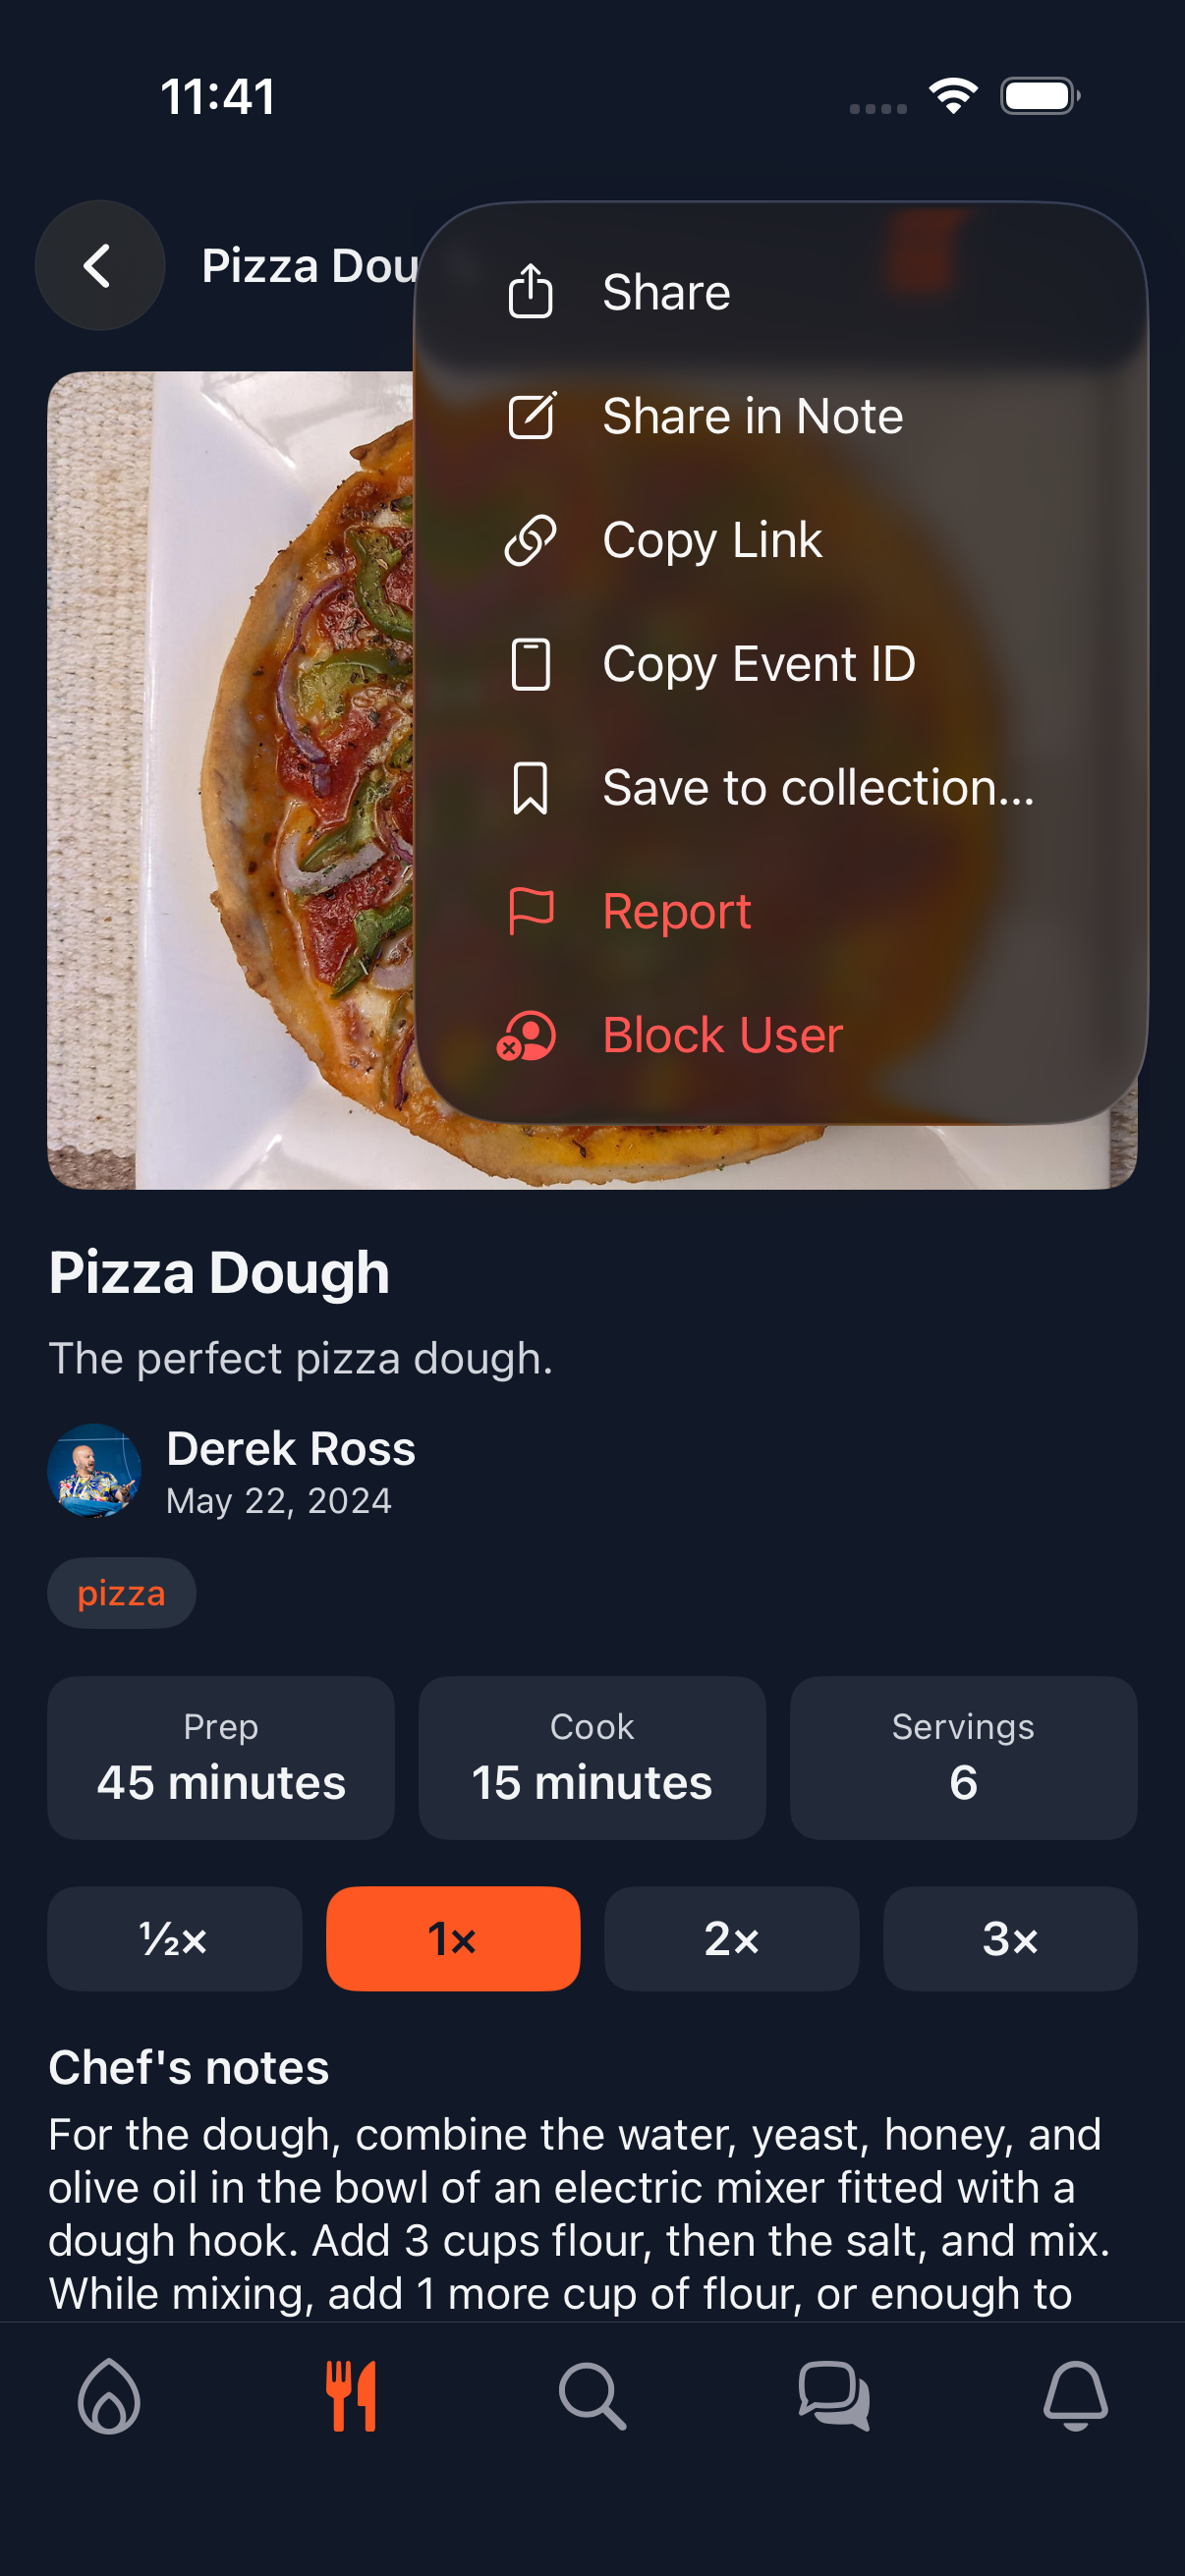 11:41
Pizza Dou
Share
Share in Note
Copy Link
Copy Event ID
Save to collection...
Report
Block User
Pizza Dough
The perfect pizza dough.
Derek Ross
May 22, 2024
pizza
Prep
45 minutes
Cook
15 minutes
Servings
6
½×
1×
2×
3×
Chef's notes
For the dough, combine the water, yeast, honey, and
olive oil in the bowl of an electric mixer fitted with a
dough hook. Add 3 cups flour, then the salt, and mix.
While mixing, add 1 more cup of flour, or enough to